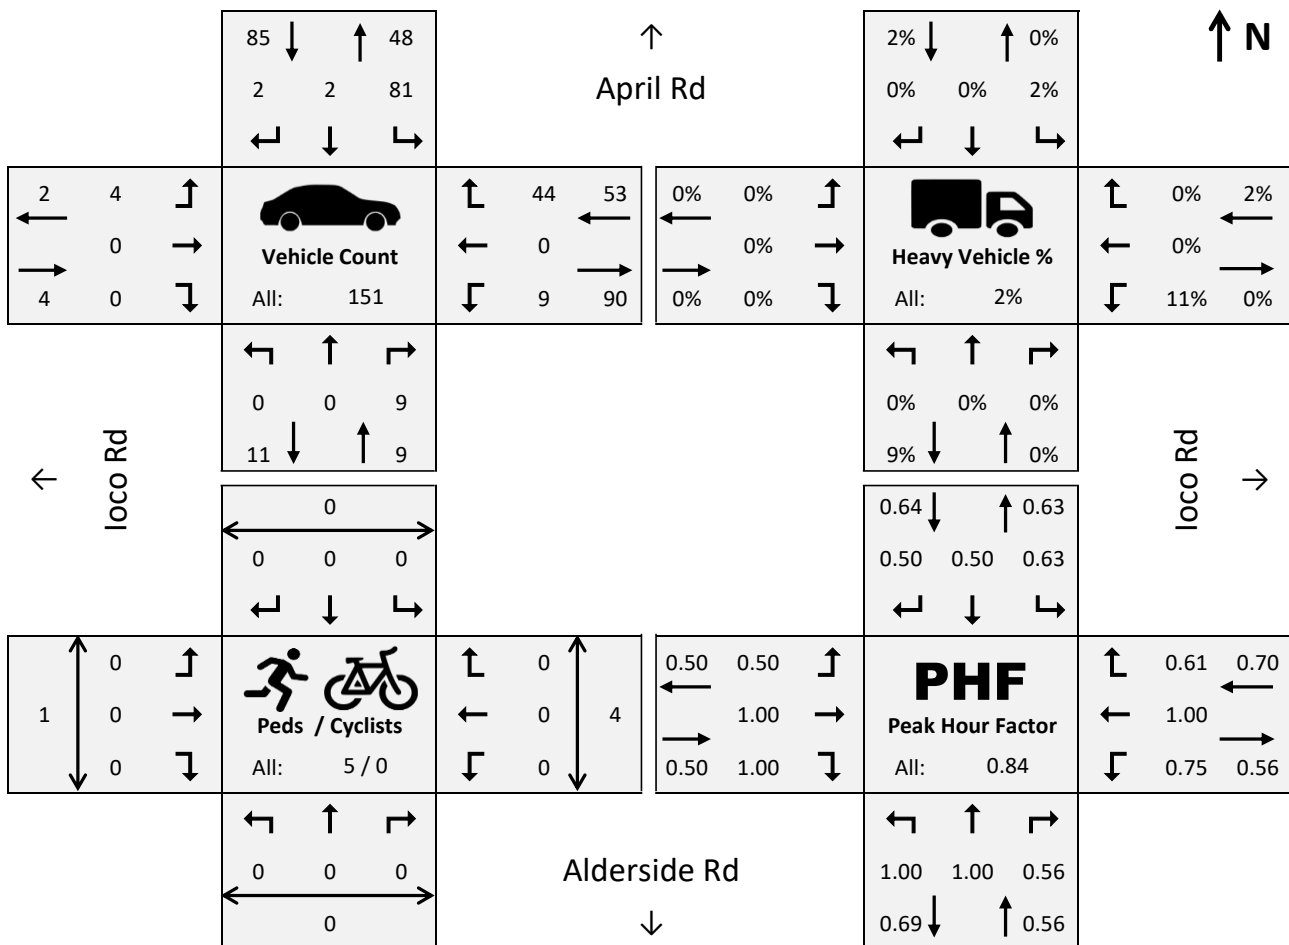 85 48 2% 0% N
April Rd
2 2 81 0% 0% 2%
2 4 44 53 0% 0% 0% 2%
0 Vehicle Count 0 0% Heavy Vehicle % 0%
4 0 All: 151 9 90 0% 0% All: 2% 11% 0%
0 0 9 0% 0% 0%
11 9 9% 0%
Ioco Rd Ioco Rd
0 0.64 0.63
0 0 0 0.50 0.50 0.63
0 0 0.50 0.50 PHF 0.61 0.70
1 0 Peds / Cyclists 0 4 1.00 Peak Hour Factor 1.00
0 All: 5 / 0 0 0.50 1.00 All: 0.84 0.75 0.56
0 0 0 Alderside Rd 1.00 1.00 0.56
0 0.69 0.56